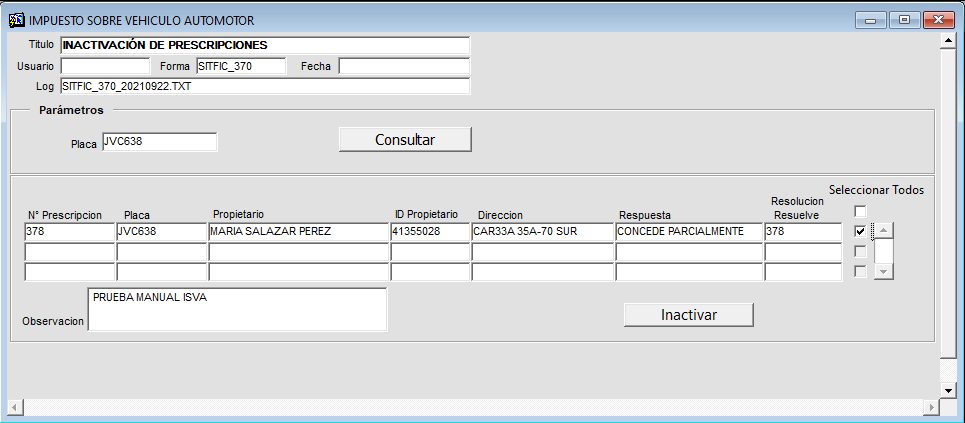 IMPUESTO SOBRE VEHICULO AUTOMOTOR
Titulo INACTIVACIÓN DE PRESCRIPCIONES
Usuario Forma SITFIC_370 Fecha
Log SITFIC_370_20210922.TXT
Parámetros
Placa JVC638 Consultar
Seleccionar Todos
N° Prescripcion Placa Propietario ID Propietario Direccion Respuesta Resolucion Resuelve
378 JVC638 MARIA SALAZAR PEREZ 41355028 CAR33A 35A-70 SUR CONCEDE PARCIALMENTE 378
Observacion PRUEBA MANUAL ISVA
Inactivar